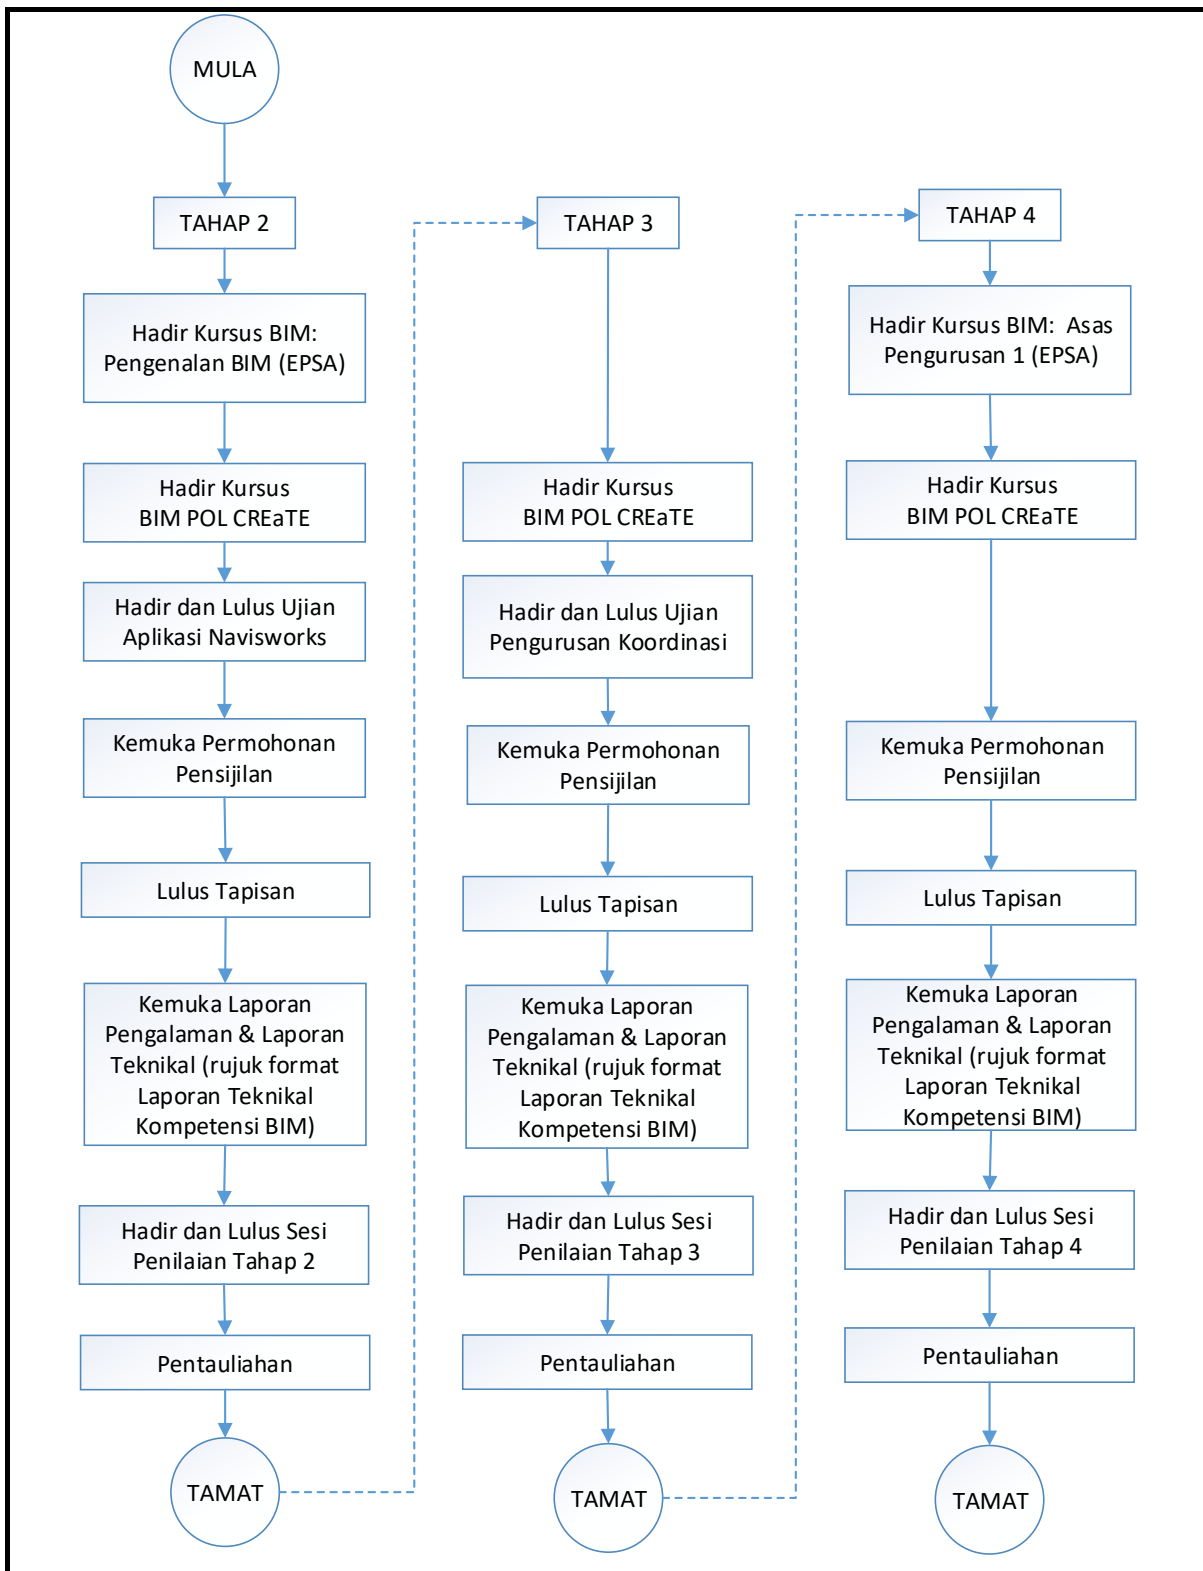 MULA
TAHAP 2
Hadir Kursus BIM:
Pengenalan BIM (EPSA)
Hadir Kursus
BIM POL CREaTE
Hadir dan Lulus Ujian
Aplikasi Navisworks
Kemuka Permohonan
Pensijilan
Lulus Tapisan
Kemuka Laporan
Pengalaman & Laporan
Teknikal (rujuk format
Laporan Teknikal
Kompetensi BIM)
Hadir dan Lulus Sesi
Penilaian Tahap 2
Pentauliahan
TAMAT
TAHAP 3
Hadir Kursus
BIM POL CREaTE
Hadir dan Lulus Ujian
Pengurusan Koordinasi
Kemuka Permohonan
Pensijilan
Lulus Tapisan
Kemuka Laporan
Pengalaman & Laporan
Teknikal (rujuk format
Laporan Teknikal
Kompetensi BIM)
Hadir dan Lulus Sesi
Penilaian Tahap 3
Pentauliahan
TAMAT
TAHAP 4
Hadir Kursus BIM:  Asas
Pengurusan 1 (EPSA)
Hadir Kursus
BIM POL CREaTE
Kemuka Permohonan
Pensijilan
Lulus Tapisan
Kemuka Laporan
Pengalaman & Laporan
Teknikal (rujuk format
Laporan Teknikal
Kompetensi BIM)
Hadir dan Lulus Sesi
Penilaian Tahap 4
Pentauliahan
TAMAT